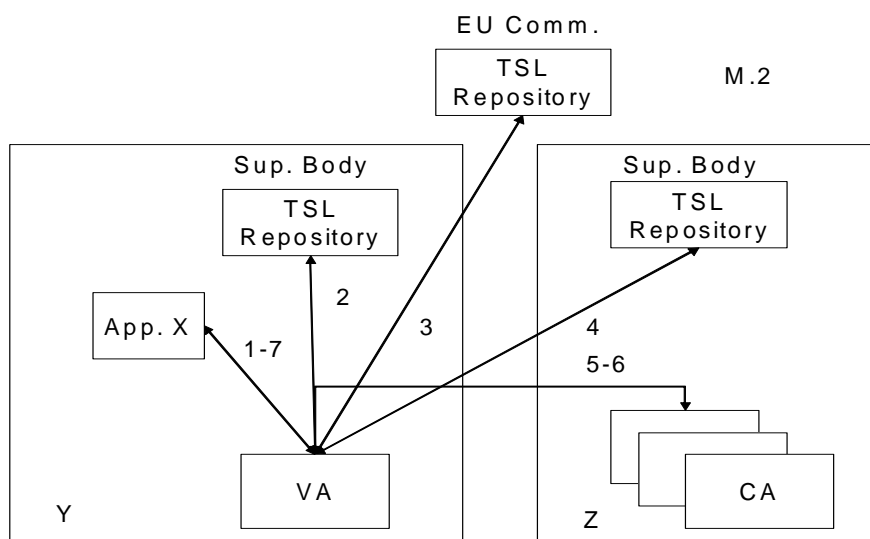 EU Comm.
TSL
Repository
M.2
Sup. Body
TSL
Repository
Sup. Body
TSL
Repository
App. X
1-7
2
3
4
5-6
VA
CA
Y
Z